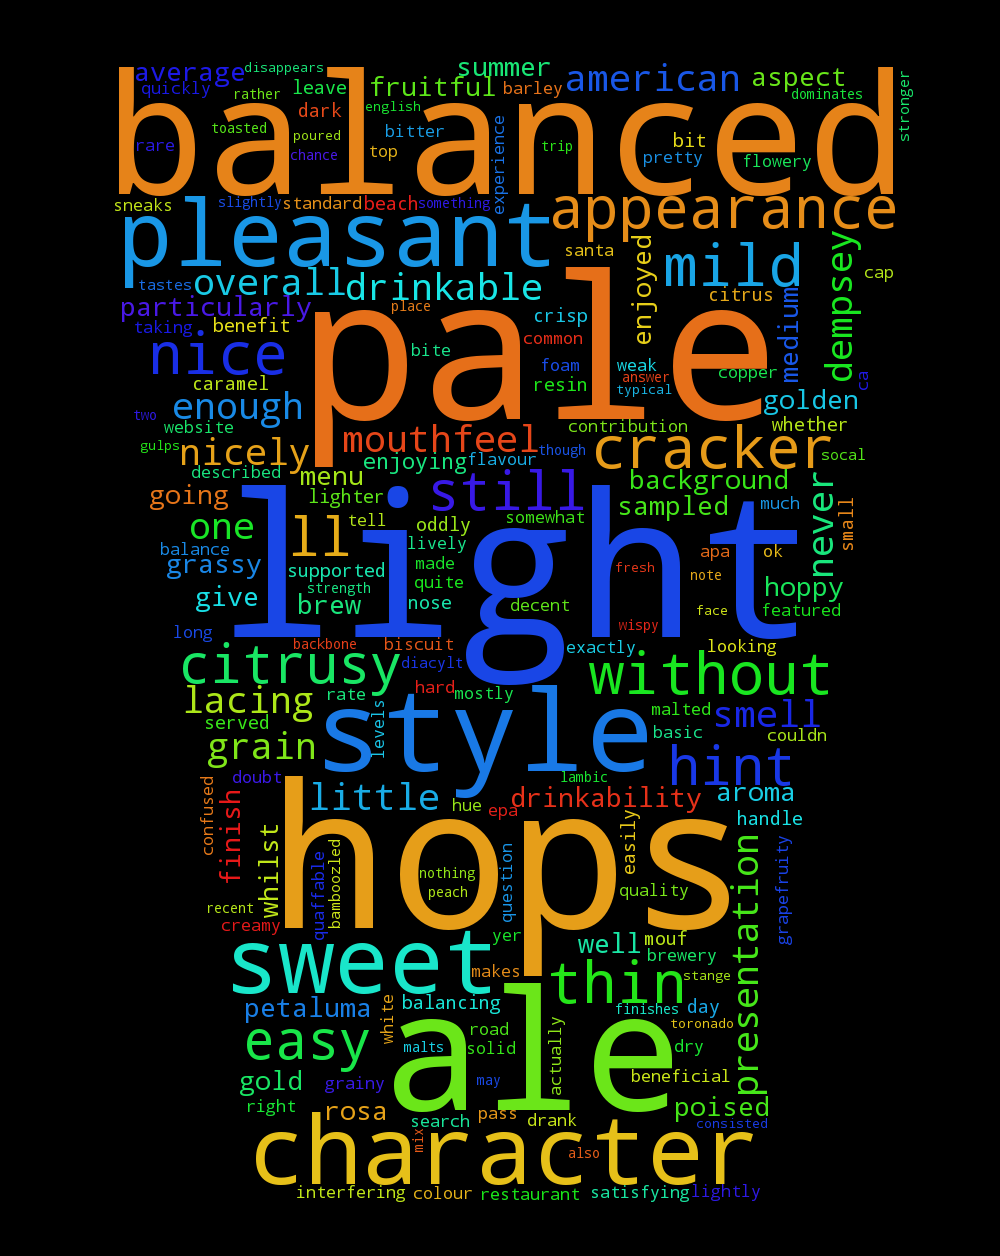 summer
disappears
average
american
aspect
fruitful
quickly
leave
barley
rather
dominates
stronger
balanced
dark
english
toasted
poured
bitter
bit
rare
chance
top
experience
trip
pretty
flowery
sneaks
slightly
standard
beach
something
appearance
pleasant
santa
enjoyed
mild
dempsey
cap
tastes
overall
drinkable
citrus
medium
particularly
place
crisp
taking
benefit
common
nice
bite
foam
weak
answer
typical
copper
ca
caramel
resin
pale
golden
two
enough
website
contribution
whether
gulps
nicely
mouthfeel
though
cracker
socal
described
enjoying
flavour
menu
still
background
going
lighter
sampled
much
never
small
one
ll
tell
oddly
somewhat
balance
lively
apa
ok
grassy
supported
made
fresh
note
strength
quite
hoppy
give
brew
nose
decent
face
featured
light
long
wispy
backbone
biscuit
exactly
looking
citrusy
diacylt
without
lacing
rate
hard
mostly
malted
smell
served
levels
basic
couldn
grain
style
hint
doubt
lambic
confused
finish
little
hue
epa
drinkability
aroma
whilst
easily
handle
quaffable
bamboozled
nothing
question
presentation
grapefruity
peach
quality
recent
hops
creamy
yer
well
mouf
brewery
sweet
makes
thin
stange
petaluma
white
balancing
finishes
day
road
toronado
easy
malts
solid
actually
dry
gold
grainy
may
beneficial
ale
right
rosa
search
pass
drank
poised
consisted
character
mix
also
interfering
colour
restaurant
satisfying
lightly